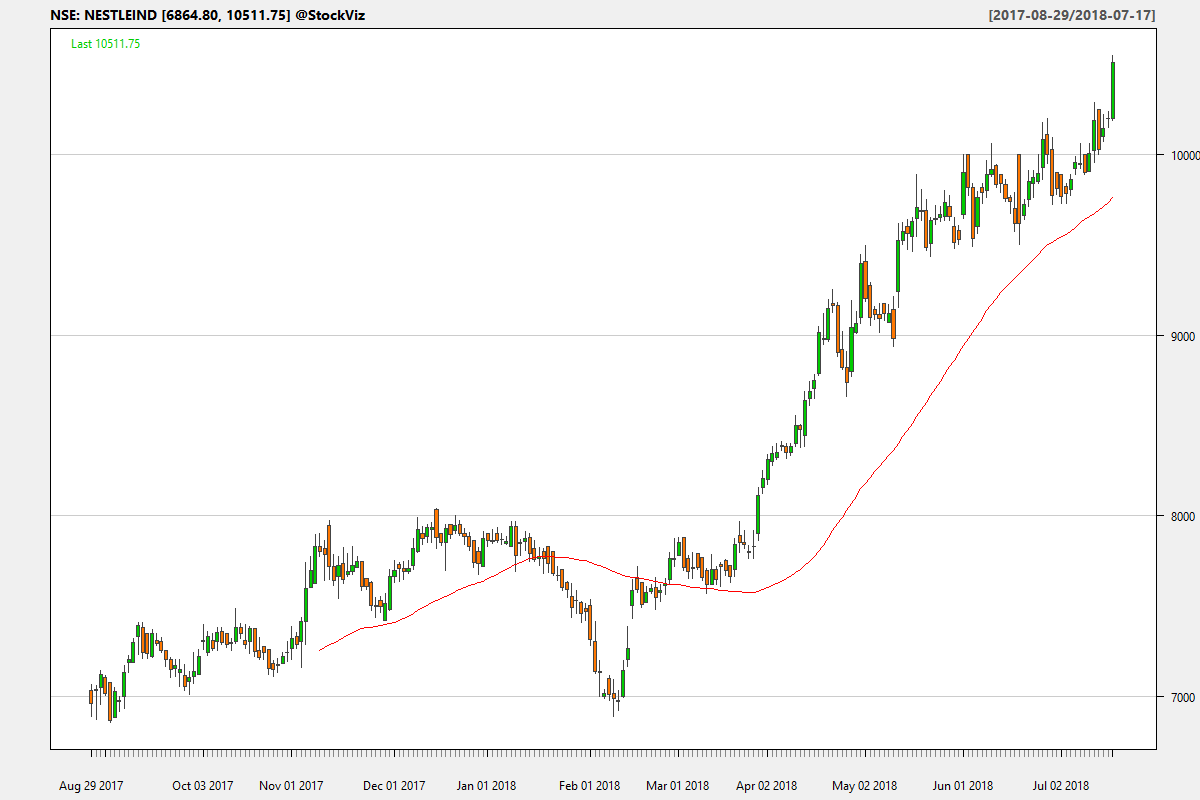 NSE: NESTLEIND [6864.80, 10511.75] @StockViz
[2017-08-29/2018-07-17]
Last 10511.75
10000
9000
8000
7000
Aug 29 2017 Oct 03 2017 Nov 01 2017 Dec 01 2017 Jan 01 2018 Feb 01 2018 Mar 01 2018 Apr 02 2018 May 02 2018 Jun 01 2018 Jul 02 2018